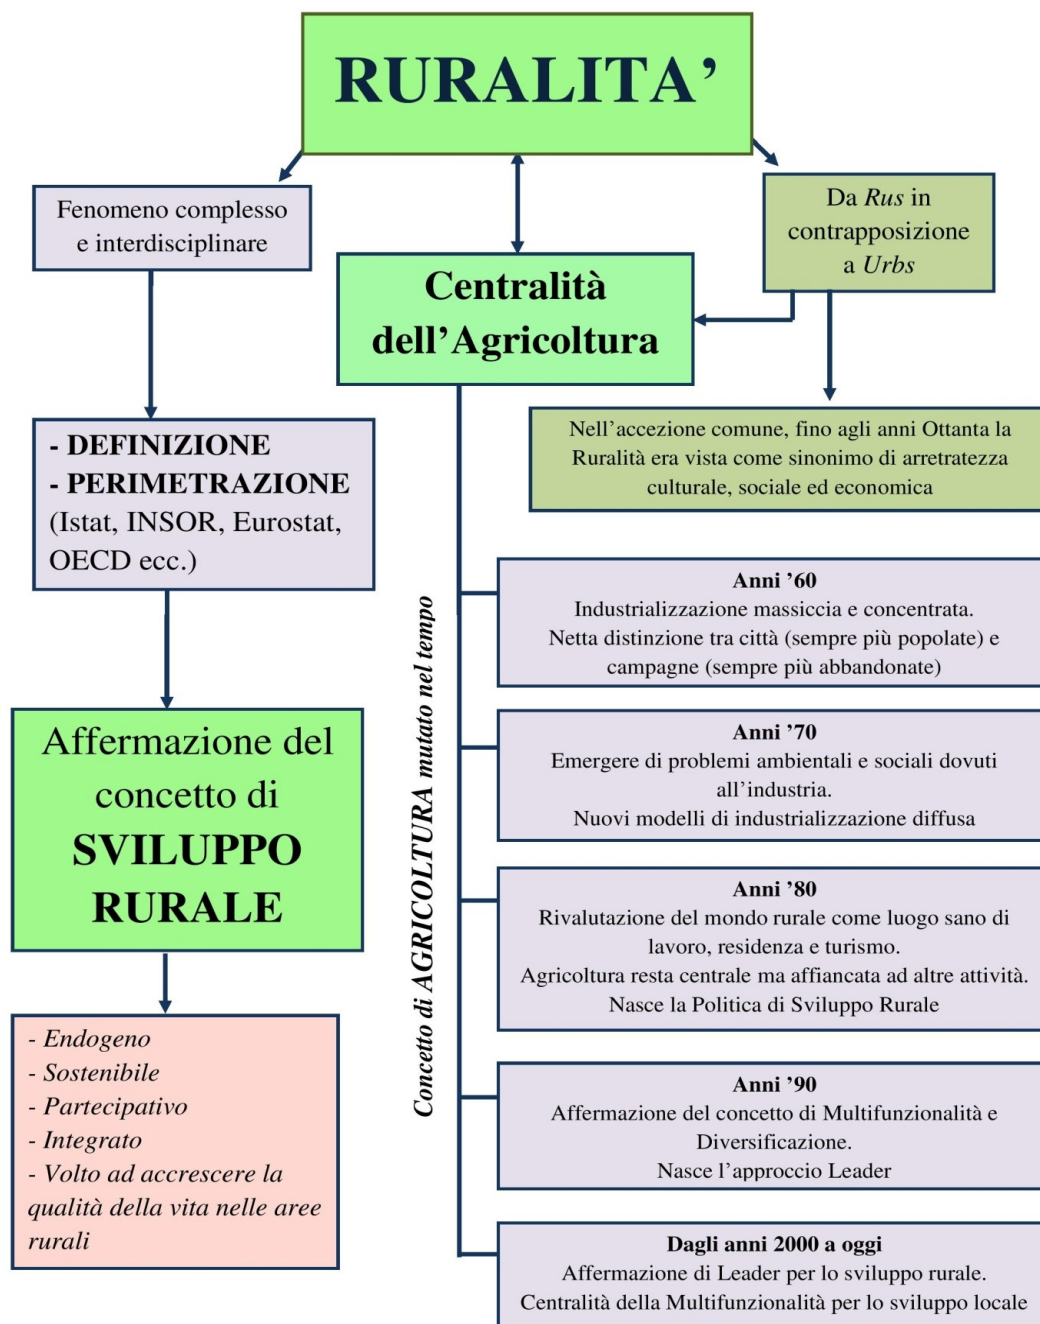 RURALITA’
Fenomeno complesso
e interdisciplinare
Da Rus in
contrapposizione
a Urbs
Centralità
dell’Agricoltura
Nell’accezione comune, fino agli anni Ottanta la
Ruralità era vista come sinonimo di arretratezza
culturale, sociale ed economica
- DEFINIZIONE
- PERIMETRAZIONE
(Istat, INSOR, Eurostat,
OECD ecc.)
Affermazione del
concetto di
SVILUPPO
RURALE
- Endogeno
- Sostenibile
- Partecipativo
- Integrato
- Volto ad accrescere la
qualità della vita nelle aree
rurali
Concetto di AGRICOLTURA mutato nel tempo
Anni ’60
Industrializzazione massiccia e concentrata.
Netta distinzione tra città (sempre più popolate) e
campagne (sempre più abbandonate)
Anni ’70
Emergere di problemi ambientali e sociali dovuti
all’industria.
Nuovi modelli di industrializzazione diffusa
Anni ’80
Rivalutazione del mondo rurale come luogo sano di
lavoro, residenza e turismo.
Agricoltura resta centrale ma affiancata ad altre attività.
Nasce la Politica di Sviluppo Rurale
Anni ’90
Affermazione del concetto di Multifunzionalità e
Diversificazione.
Nasce l’approccio Leader
Dagli anni 2000 a oggi
Affermazione di Leader per lo sviluppo rurale.
Centralità della Multifunzionalità per lo sviluppo locale